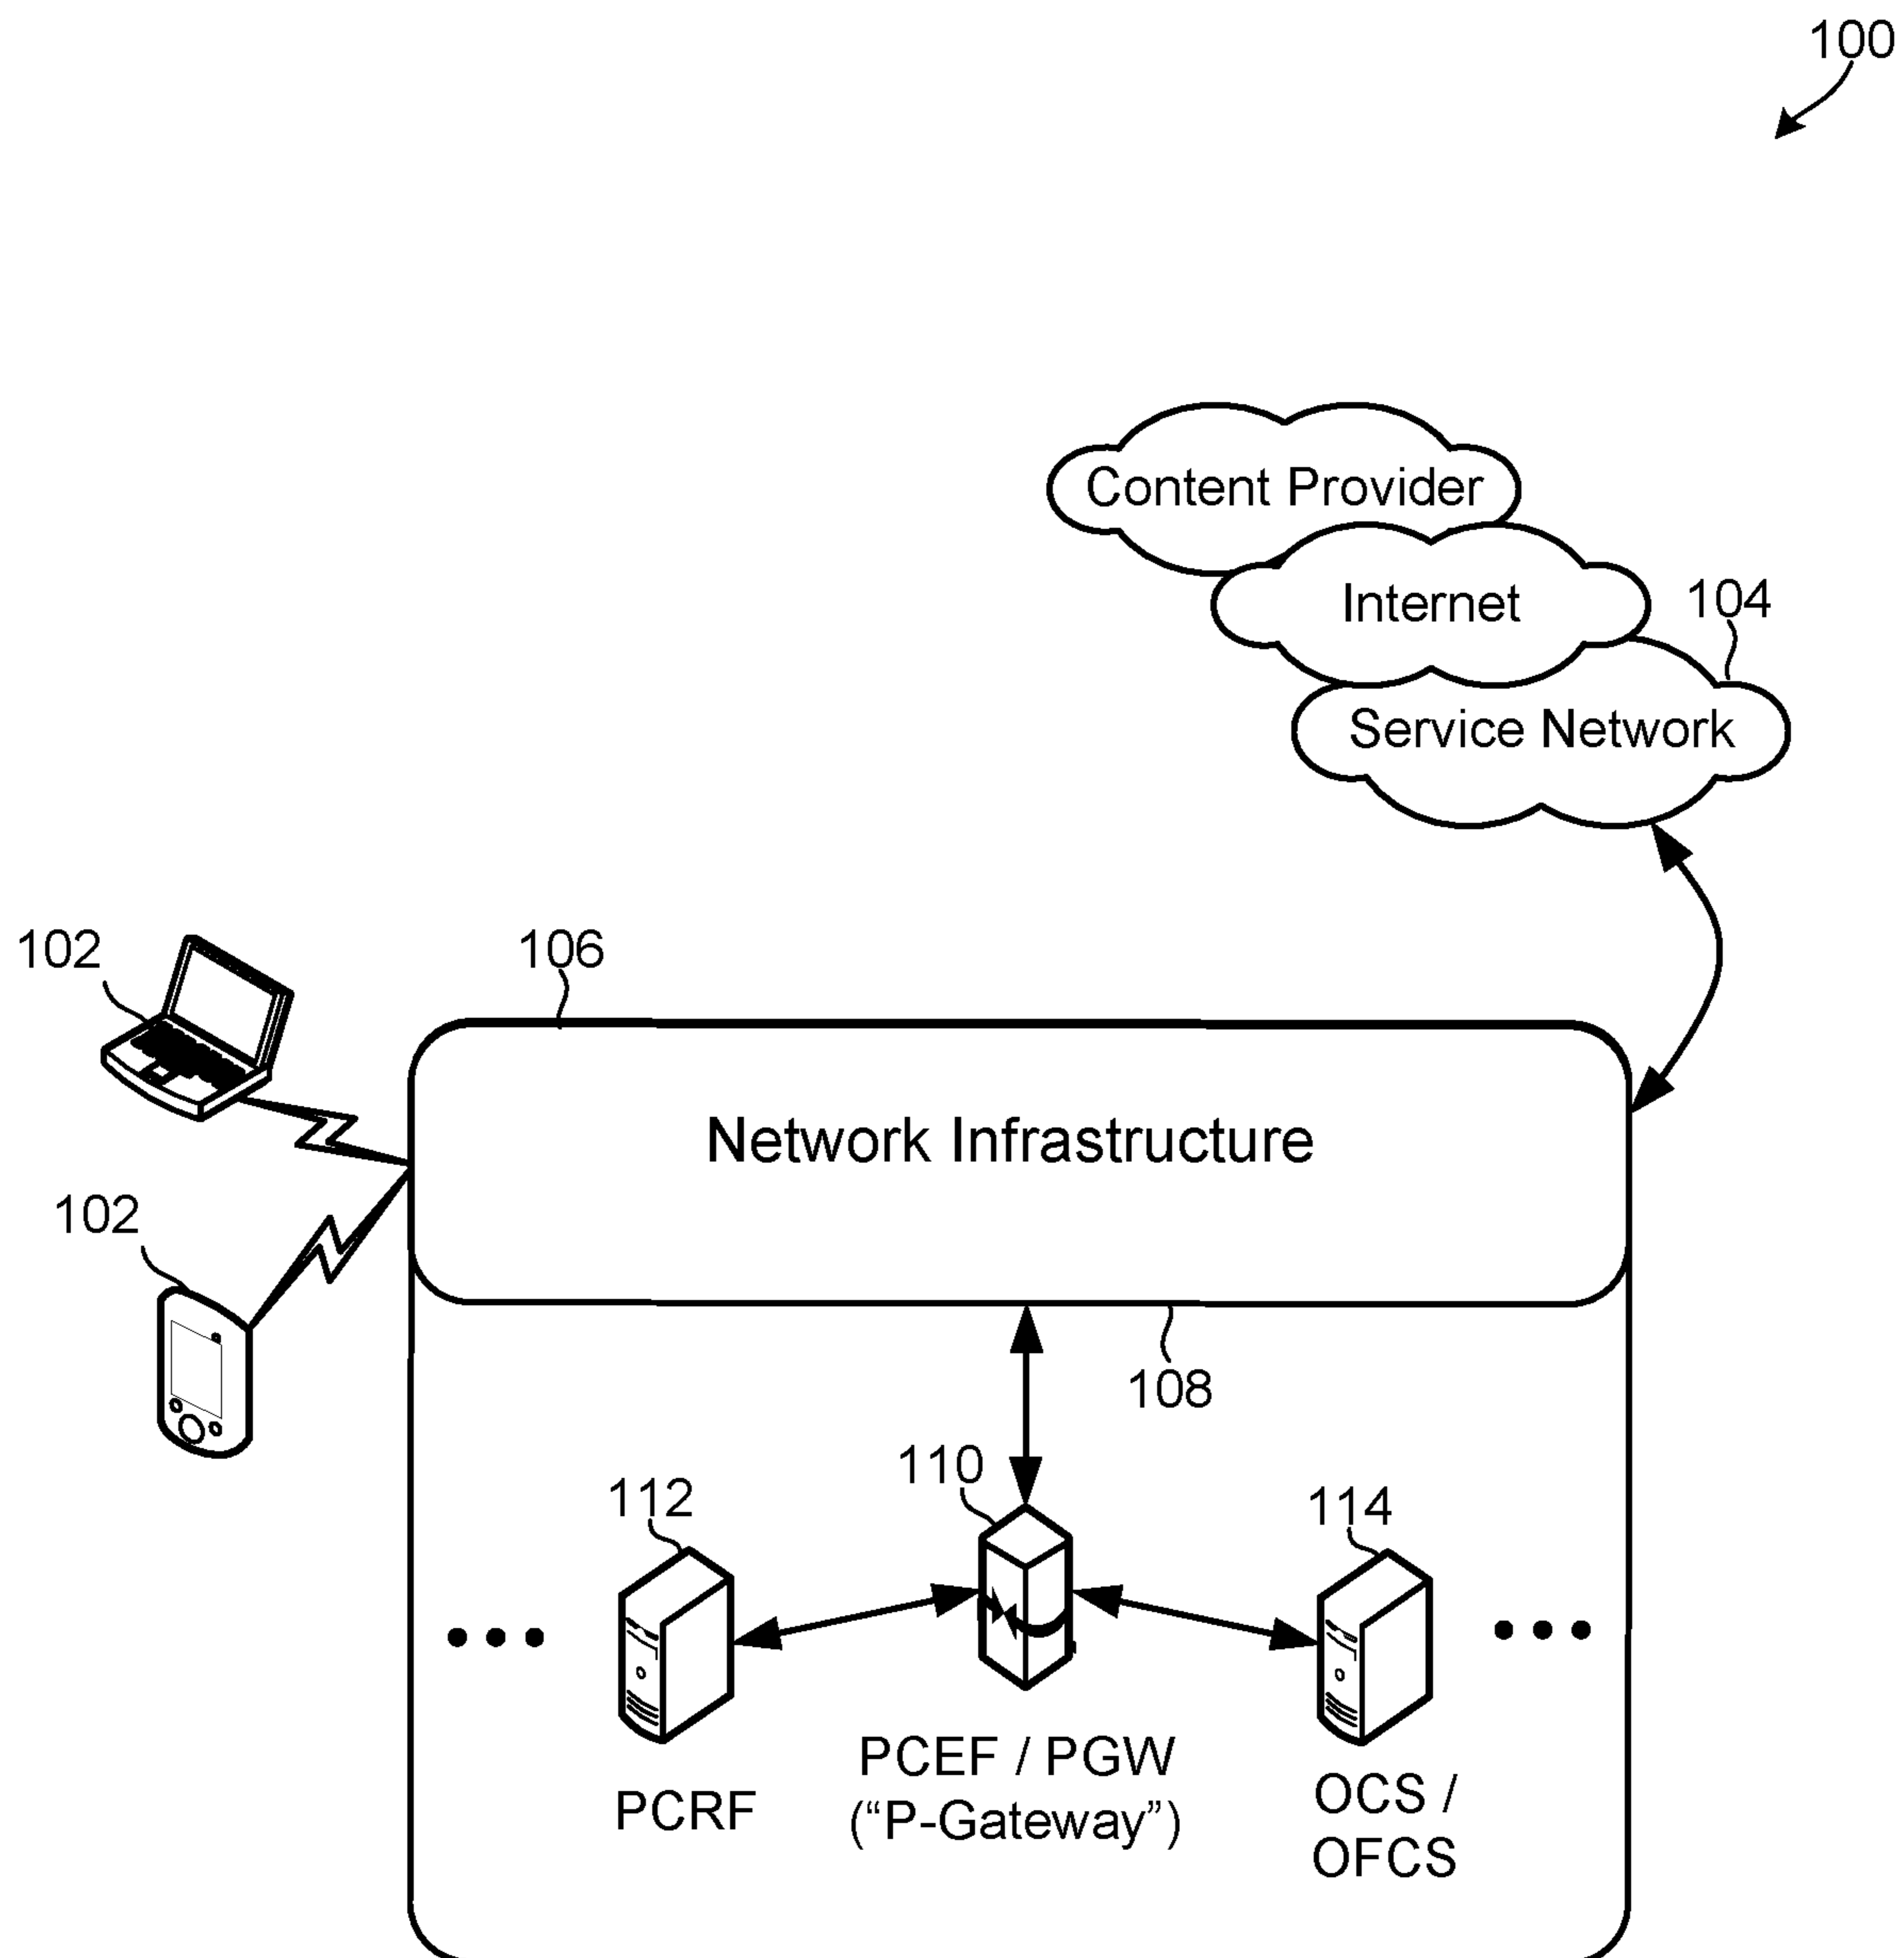 100
Content Provider
Internet
104
Service Network
102
106
Network Infrastructure
102
108
110
112
114
PCEF / PGW
(“P-Gateway”)
PCRF
OCS /
OFCS